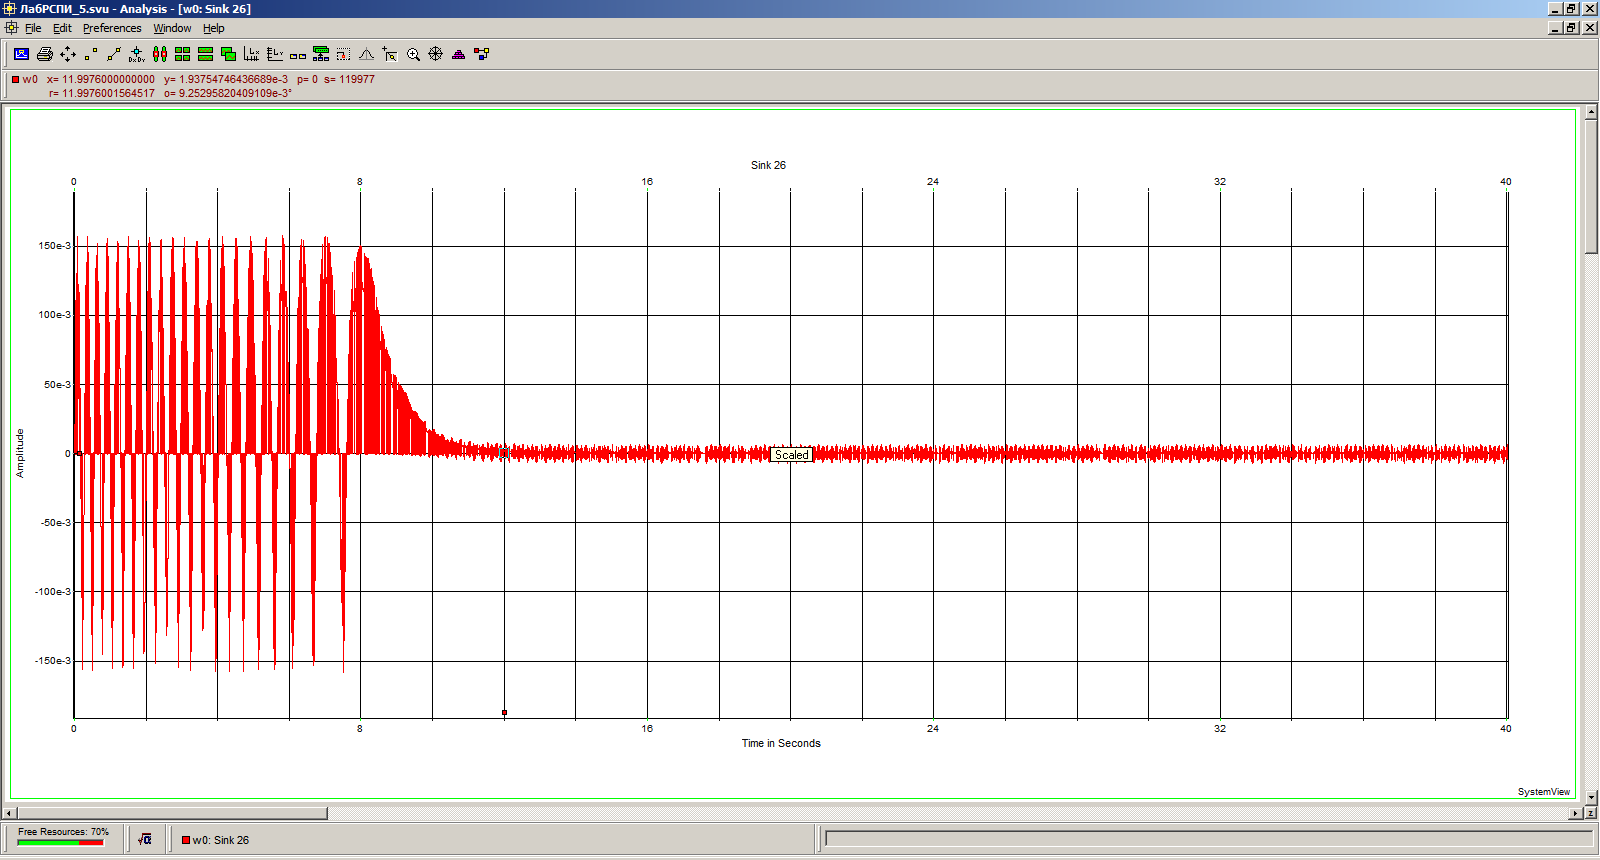 ЛабРСПИ_5.svu - Analysis - [w0: Sink 26]
File Edit Preferences Window Help
w0 x= 11.9976000000000 y= 1.93754746436689e-3 p= 0 s= 119977
r= 11.9976001564517 o= 9.25295820409109e-3°
Sink 26
0 8 16 24 32 40
150e-3
100e-3
50e-3
0
-50e-3
-100e-3
-150e-3
Amplitude
Scaled
0 8 16 24 32 40
Time in Seconds
SystemView
Free Resources: 70%
w0: Sink 26